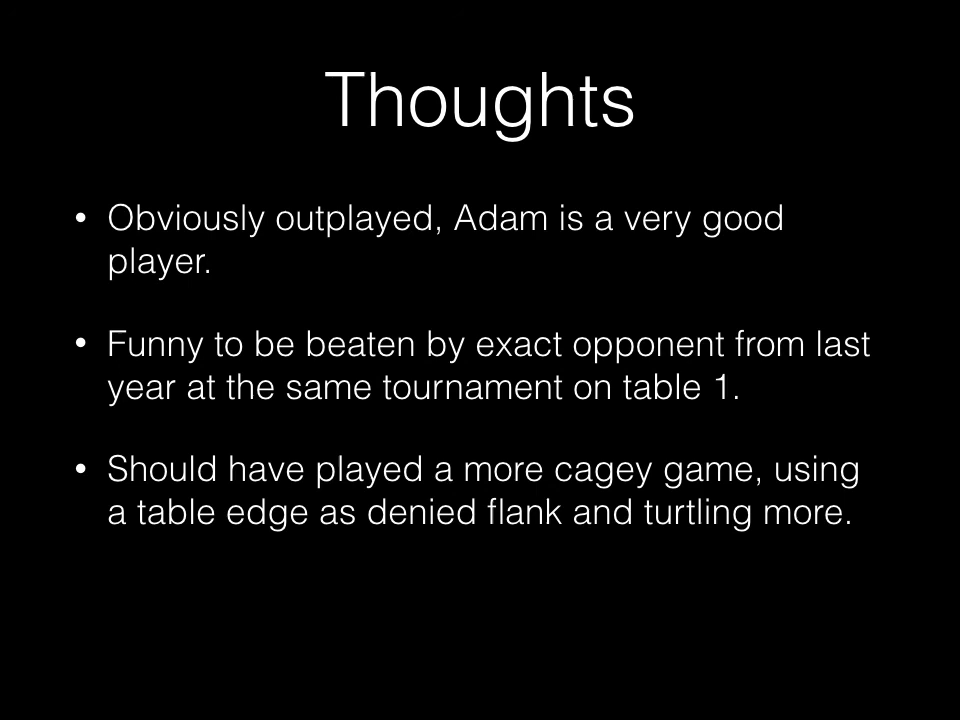 Thoughts
• Obviously outplayed, Adam is a very good
player.
• Funny to be beaten by exact opponent from last
year at the same tournament on table 1.
• Should have played a more cagey game, using
a table edge as denied flank and turtling more.